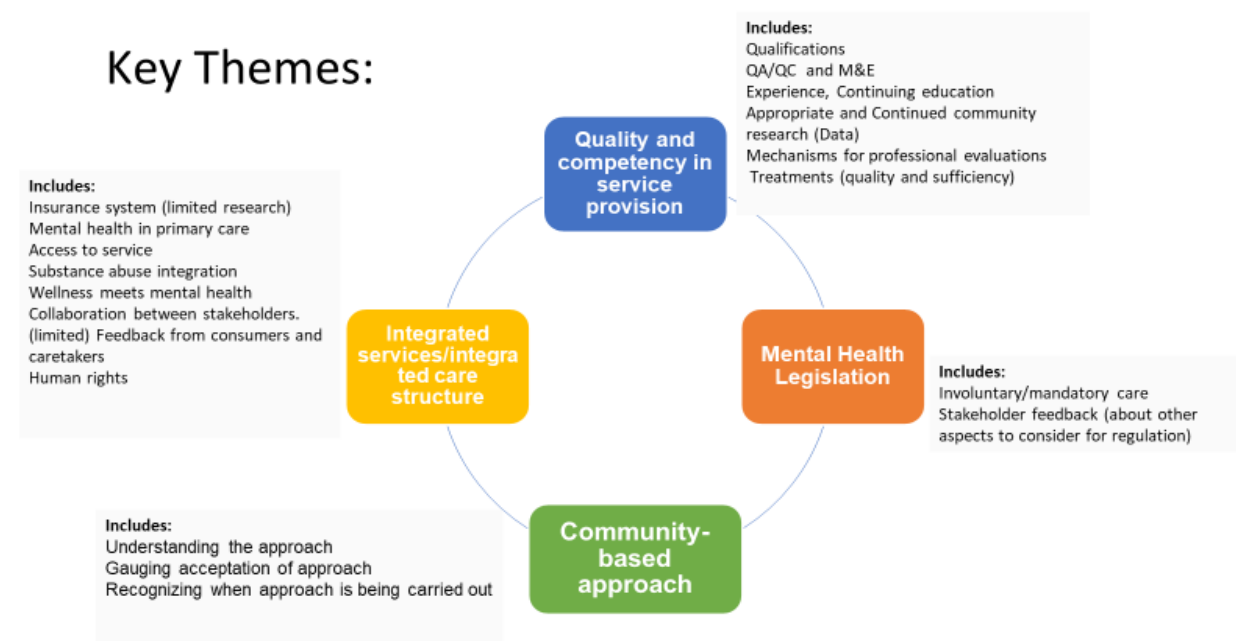 Key Themes:
Includes:
Qualifications
QA/QC and M&E
Experience, Continuing education
Appropriate and Continued community
research (Data)
Mechanisms for professional evaluations
Treatments (quality and sufficiency)
Quality and
competency in
service
provision
Includes:
Insurance system (limited research)
Mental health in primary care
Access to service
Substance abuse integration
Wellness meets mental health
Collaboration between stakeholders.
(limited) Feedback from consumers and
caretakers
Human rights
Integrated
services/integra
ted care
structure
Mental Health
Legislation
Includes:
Involuntary/mandatory care
Stakeholder feedback (about other
aspects to consider for regulation)
Includes:
Understanding the approach
Gauging acceptation of approach
Recognizing when approach is being carried out
Community-
based
approach